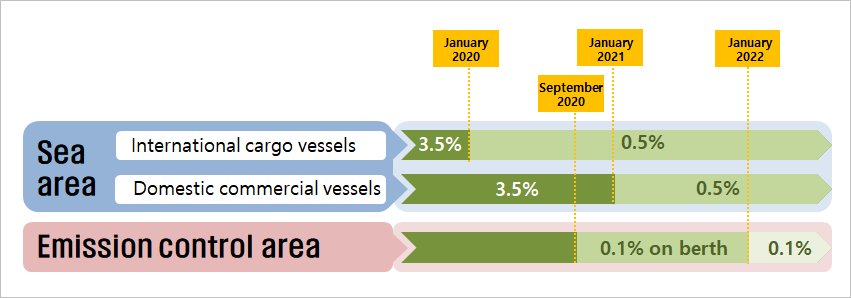 January
2020
January
2021
January
2022
September
2020
Sea
area
International cargo vessels
3.5%
0.5%
Domestic commercial vessels
3.5%
0.5%
Emission control area
0.1% on berth
0.1%